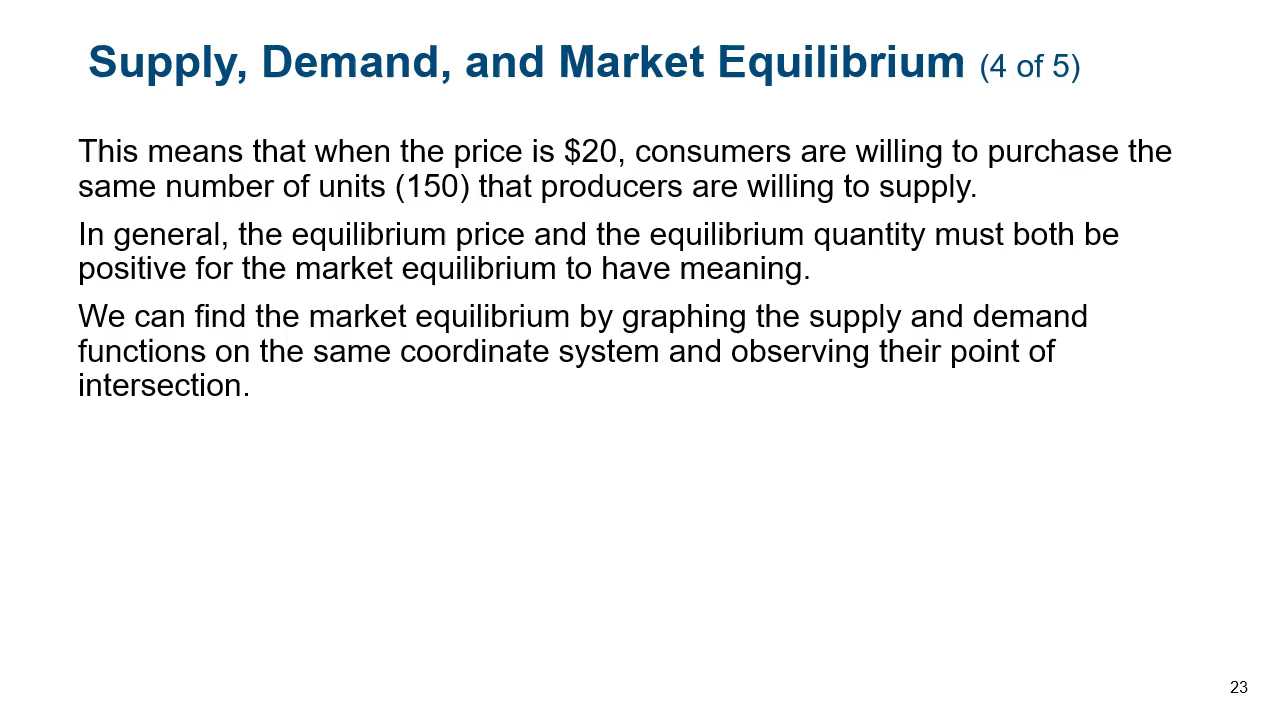 Supply, Demand, and Market Equilibrium (4 of 5)
This means that when the price is $20, consumers are willing to purchase the
same number of units (150) that producers are willing to supply.
In general, the equilibrium price and the equilibrium quantity must both be
positive for the market equilibrium to have meaning.
We can find the market equilibrium by graphing the supply and demand
functions on the same coordinate system and observing their point of
intersection.
23